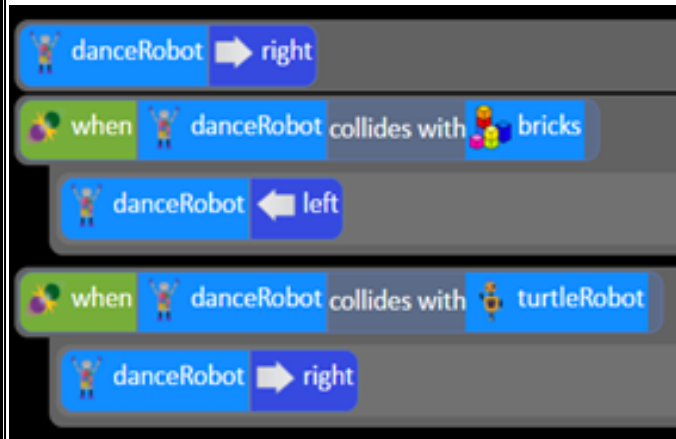 danceRobot right
when danceRobot collides with bricks
danceRobot left
when danceRobot collides with turtleRobot
danceRobot right